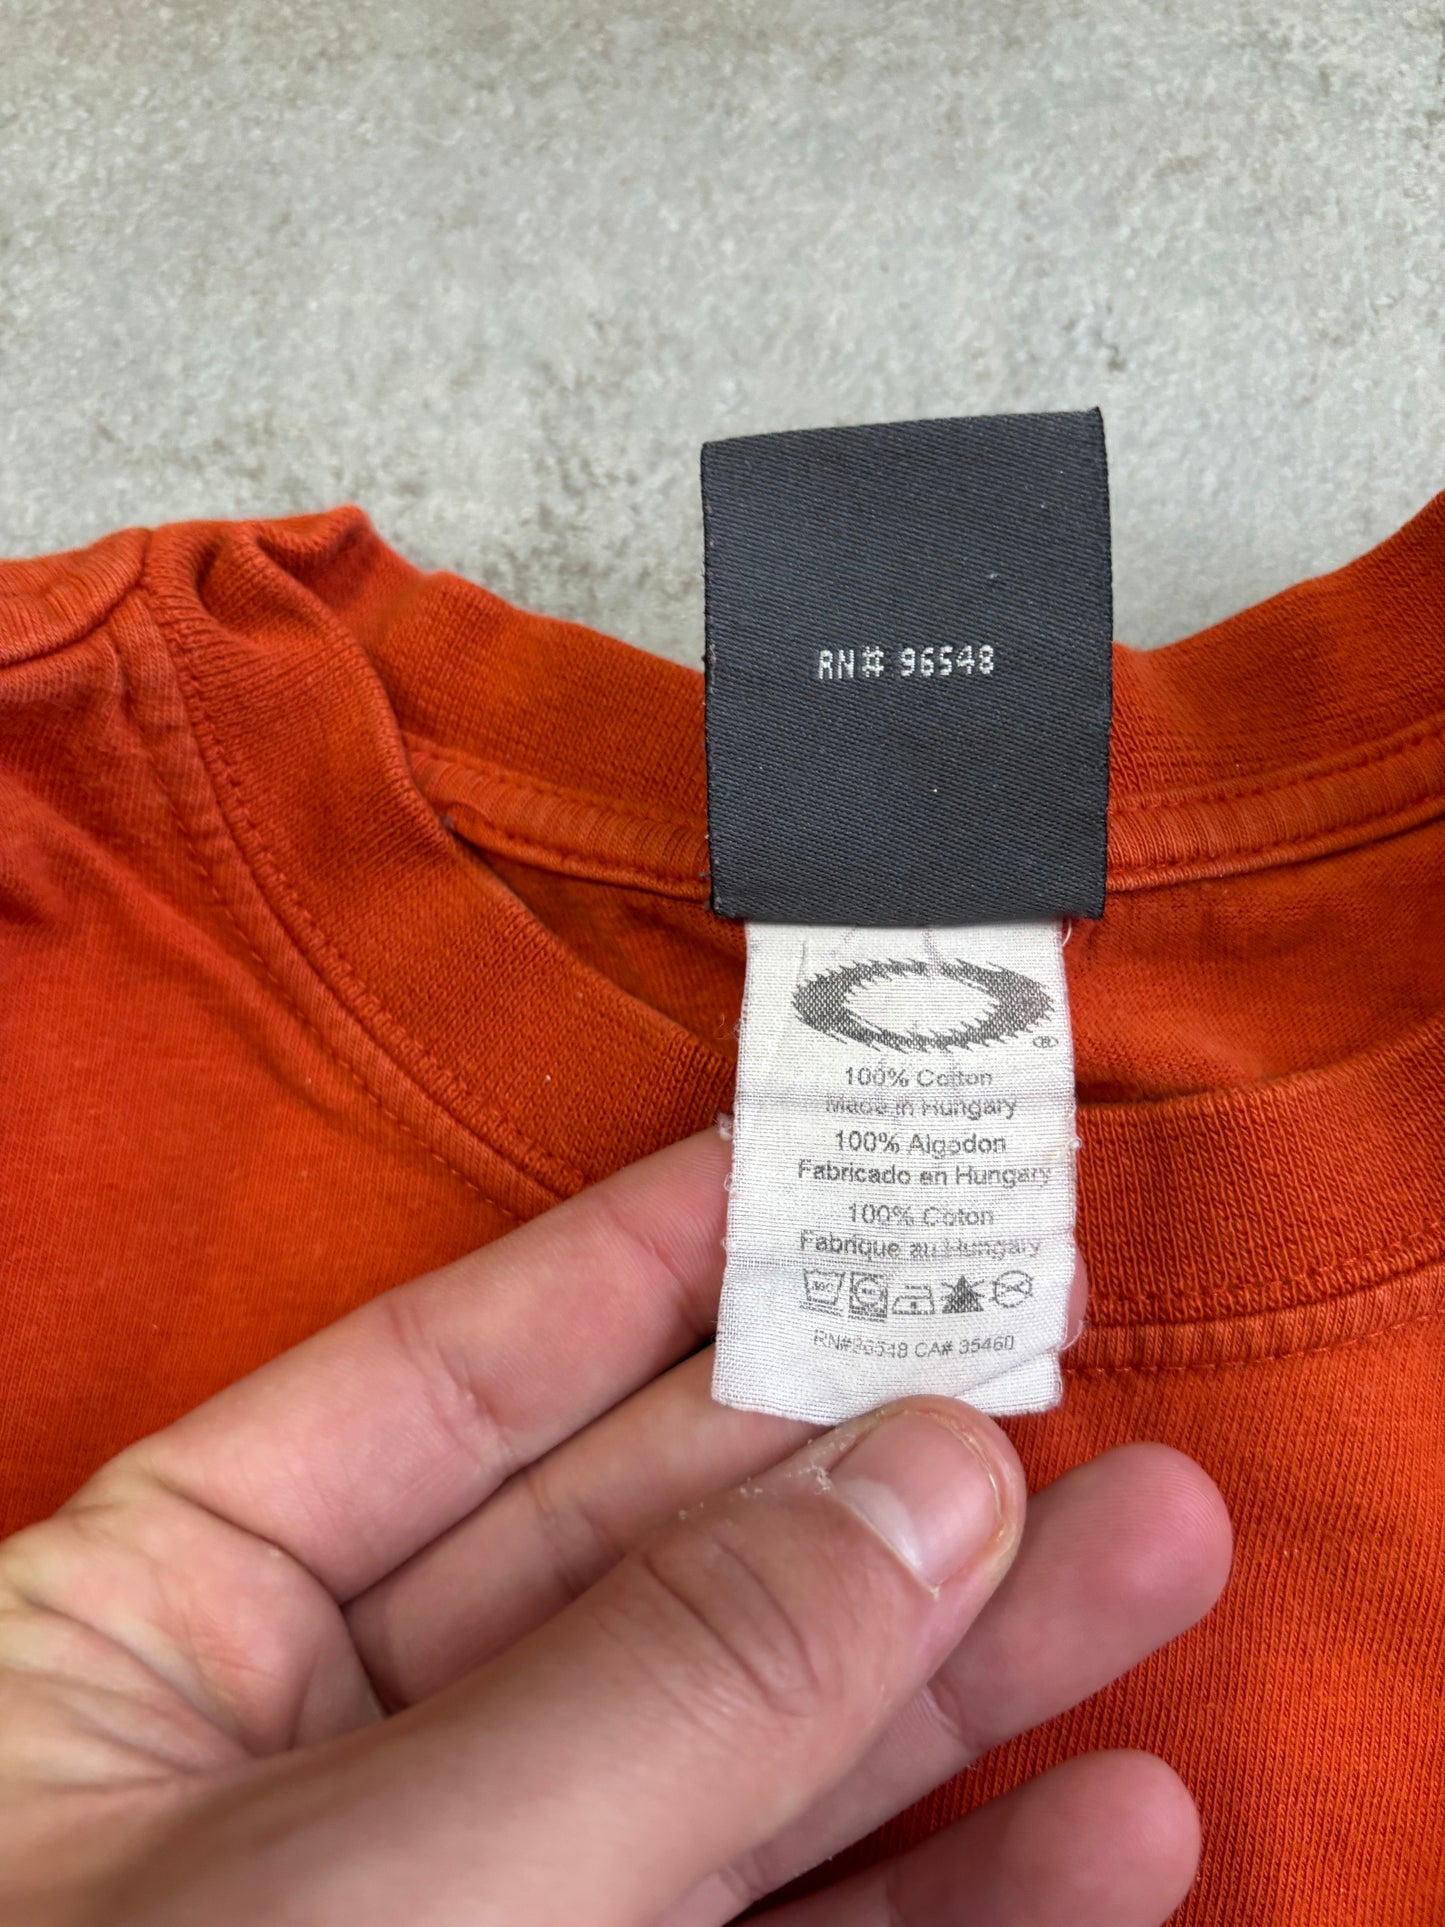 RN# 96548
100% Cotton
Made in Hungary
100% Algodon
Fabricado en Hungary
100% Coton
Fabrique au Hungary
RN#96548 CA# 35460